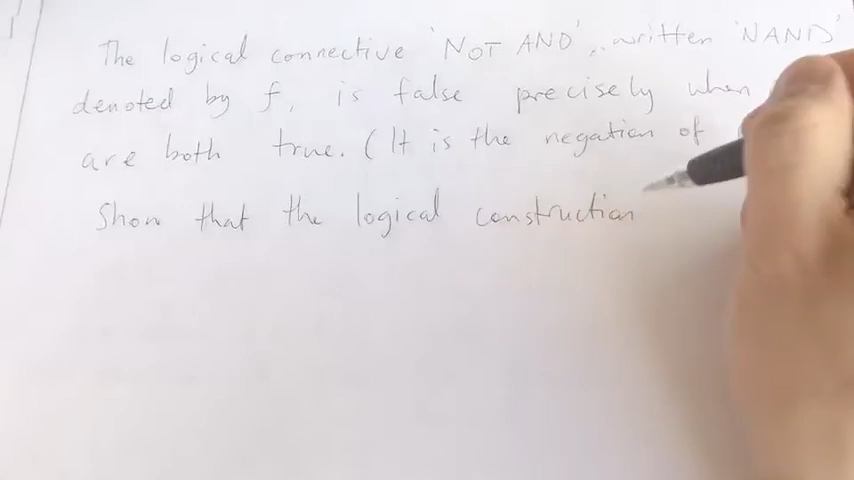 The logical connective 'NOT AND', written 'NAND'
denoted by f, is false precisely when
are both true. (It is the negation of
Show that the logical construction